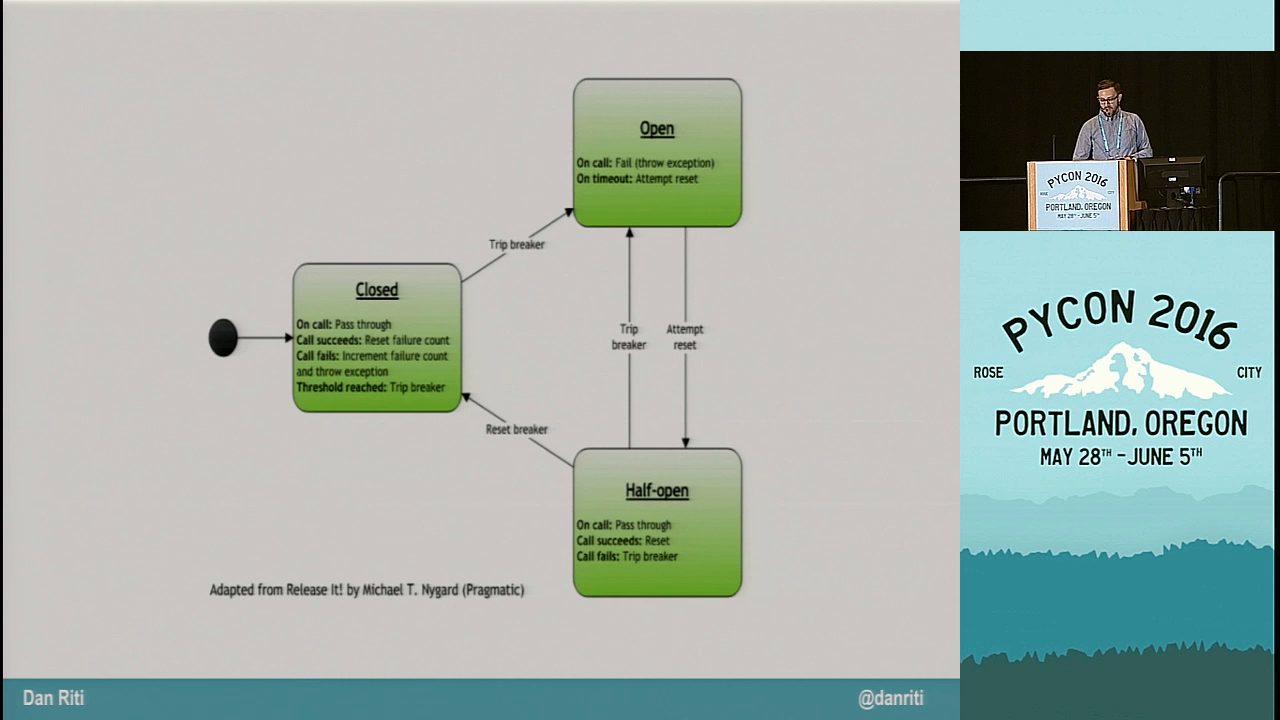 Open
On call: Fail (throw exception)
On timeout: Attempt reset
Trip breaker
Closed
On call: Pass through
Call succeeds: Reset failure count
Call fails: Increment failure count
and throw exception
Threshold reached: Trip breaker
Trip
breaker
Attempt
reset
Reset breaker
Half-open
On call: Pass through
Call succeeds: Reset
Call fails: Trip breaker
Adapted from Release It! by Michael T. Nygard (Pragmatic)
Dan Riti
@danriti
PYCON 2016
ROSE
CITY
PORTLAND, OREGON
MAY 28TH - JUNE 5TH
PYCON 2016
ROSE
CITY
PORTLAND, OREGON
MAY 28TH - JUNE 5TH